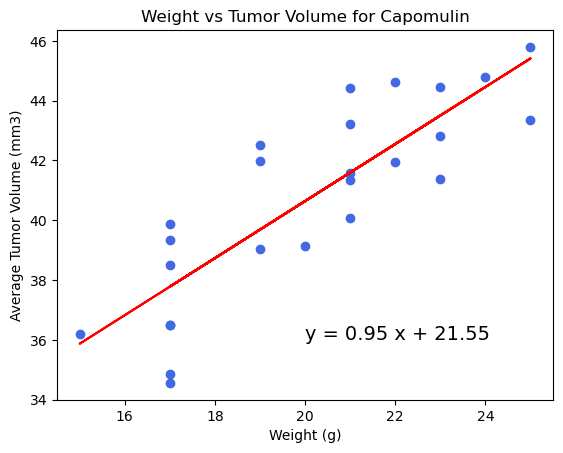 Weight vs Tumor Volume for Capomulin
46
44
42
40
38
36
34
Average Tumor Volume (mm3)
y = 0.95 x + 21.55
16 18 20 22 24
Weight (g)